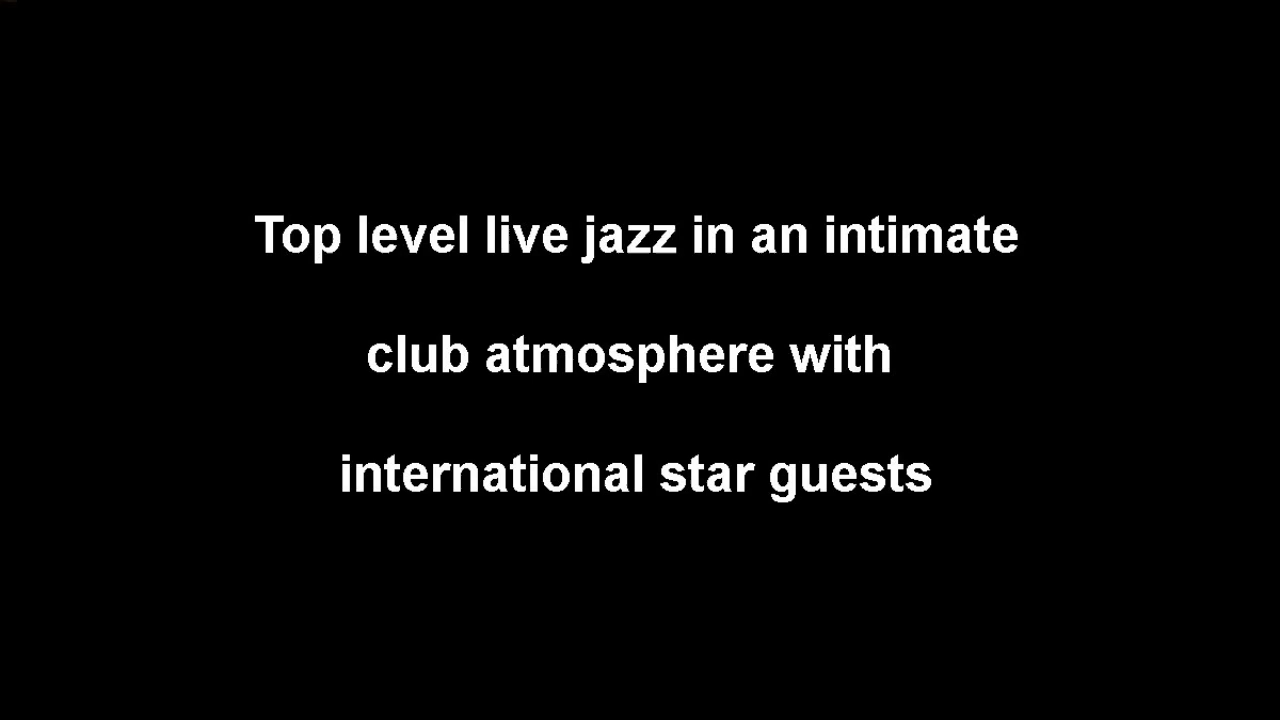 Top level live jazz in an intimate
club atmosphere with
international star guests